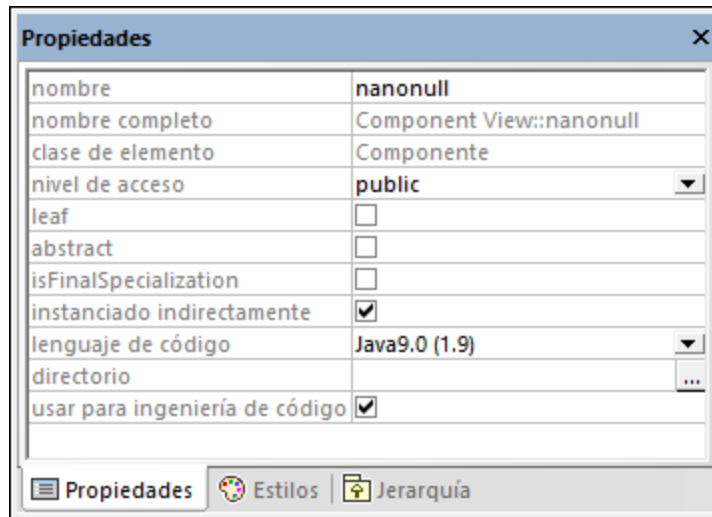 Propiedades
nombre nanonull
nombre completo Component View::nanonull
clase de elemento Componente
nivel de acceso public
leaf
abstract
isFinalSpecialization
instanciado indirectamente
lenguaje de código Java9.0 (1.9)
directorio ...
usar para ingeniería de código
Propiedades Estilos Jerarquía